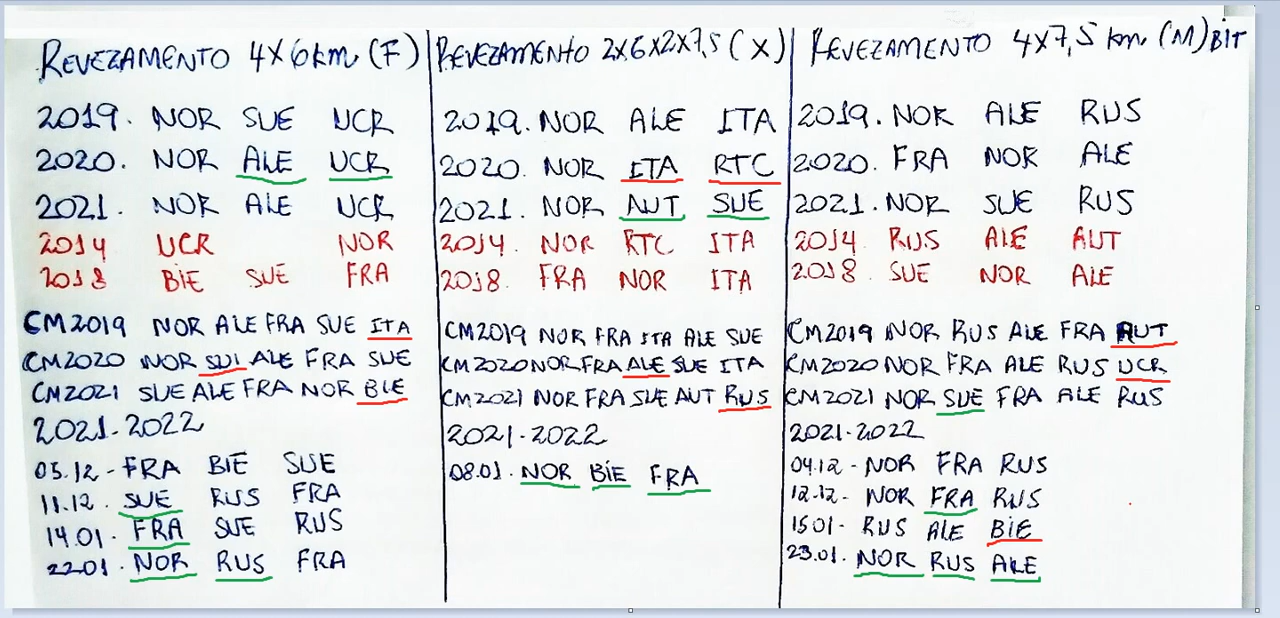 REVEZAMENTO 4X6km (F)
2019. NOR SUE UCR
2020. NOR ALE UCR
2021. NOR ALE UCR
2014 UCR NOR
2018 BIE SUE FRA
CM2019 NOR ALE FRA SUE ITA
CM2020 NOR SUI ALE FRA SUE
CM2021 SUE ALE FRA NOR BLE
2021-2022
05.12 - FRA BIE SUE
11.12. SUE RUS FRA
14.01. FRA SUE RUS
22.01. NOR RUS FRA
REVEZAMENTO 2X6X2X7,5 (X)
2019. NOR ALE ITA
2020. NOR ITA RTC
2021. NOR AUT SUE
2014. NOR RTC ITA
2018. FRA NOR ITA
CM2019 NOR FRA ITA ALE SUE
CM2020 NOR FRA ALE SUE ITA
CM2021 NOR FRA SUE AUT RUS
2021-2022
08.01. NOR BIE FRA
REVEZAMENTO 4X7,5 km (M) BIT
2019. NOR ALE RUS
2020. FRA NOR ALE
2021. NOR SUE RUS
2014. RUS ALE AUT
2018. SUE NOR ALE
CM2019 NOR RUS ALE FRA AUT
CM2020 NOR FRA ALE RUS UCR
CM2021 NOR SUE FRA ALE RUS
2021-2022
04.12 - NOR FRA RUS
12.12 - NOR FRA RUS
15.01 - RUS ALE BIE
23.01. NOR RUS ALE